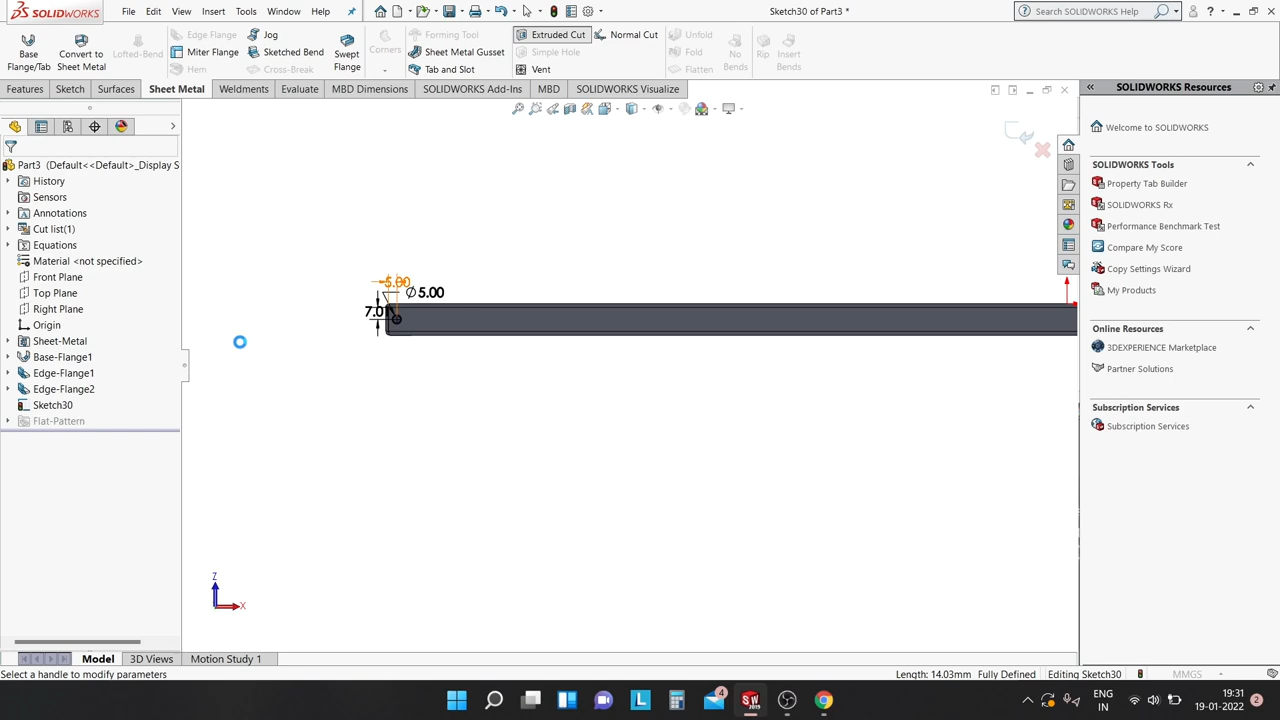 SOLIDWORKS
File Edit View Insert Tools Window Help
Sketch30 of Part3 *
Search SOLIDWORKS Help
Base Flange/Tab
Convert to Sheet Metal
Lofted-Bend
Edge Flange
Miter Flange
Hem
Jog
Sketched Bend
Cross-Break
Swept Flange
Corners
Forming Tool
Sheet Metal Gusset
Tab and Slot
Extruded Cut
Simple Hole
Vent
Normal Cut
Unfold
Fold
Flatten
No Bends
Rip
Insert Bends
Features Sketch Surfaces Sheet Metal Weldments Evaluate MBD Dimensions SOLIDWORKS Add-Ins MBD SOLIDWORKS Visualize
Part3 (Default<<Default>_Display S
History
Sensors
Annotations
Cut list(1)
Equations
Material <not specified>
Front Plane
Top Plane
Right Plane
Origin
Sheet-Metal
Base-Flange1
Edge-Flange1
Edge-Flange2
Sketch30
Flat-Pattern
5.00
∅5.00
Z
X
SOLIDWORKS Resources
Welcome to SOLIDWORKS
SOLIDWORKS Tools
Property Tab Builder
SOLIDWORKS Rx
Performance Benchmark Test
Compare My Score
Copy Settings Wizard
My Products
Online Resources
3DEXPERIENCE Marketplace
Partner Solutions
Subscription Services
Subscription Services
Model 3D Views Motion Study 1
Select a handle to modify parameters
Length: 14.03mm Fully Defined Editing Sketch30 MMGS
ENG
IN
19:31
19-01-2022